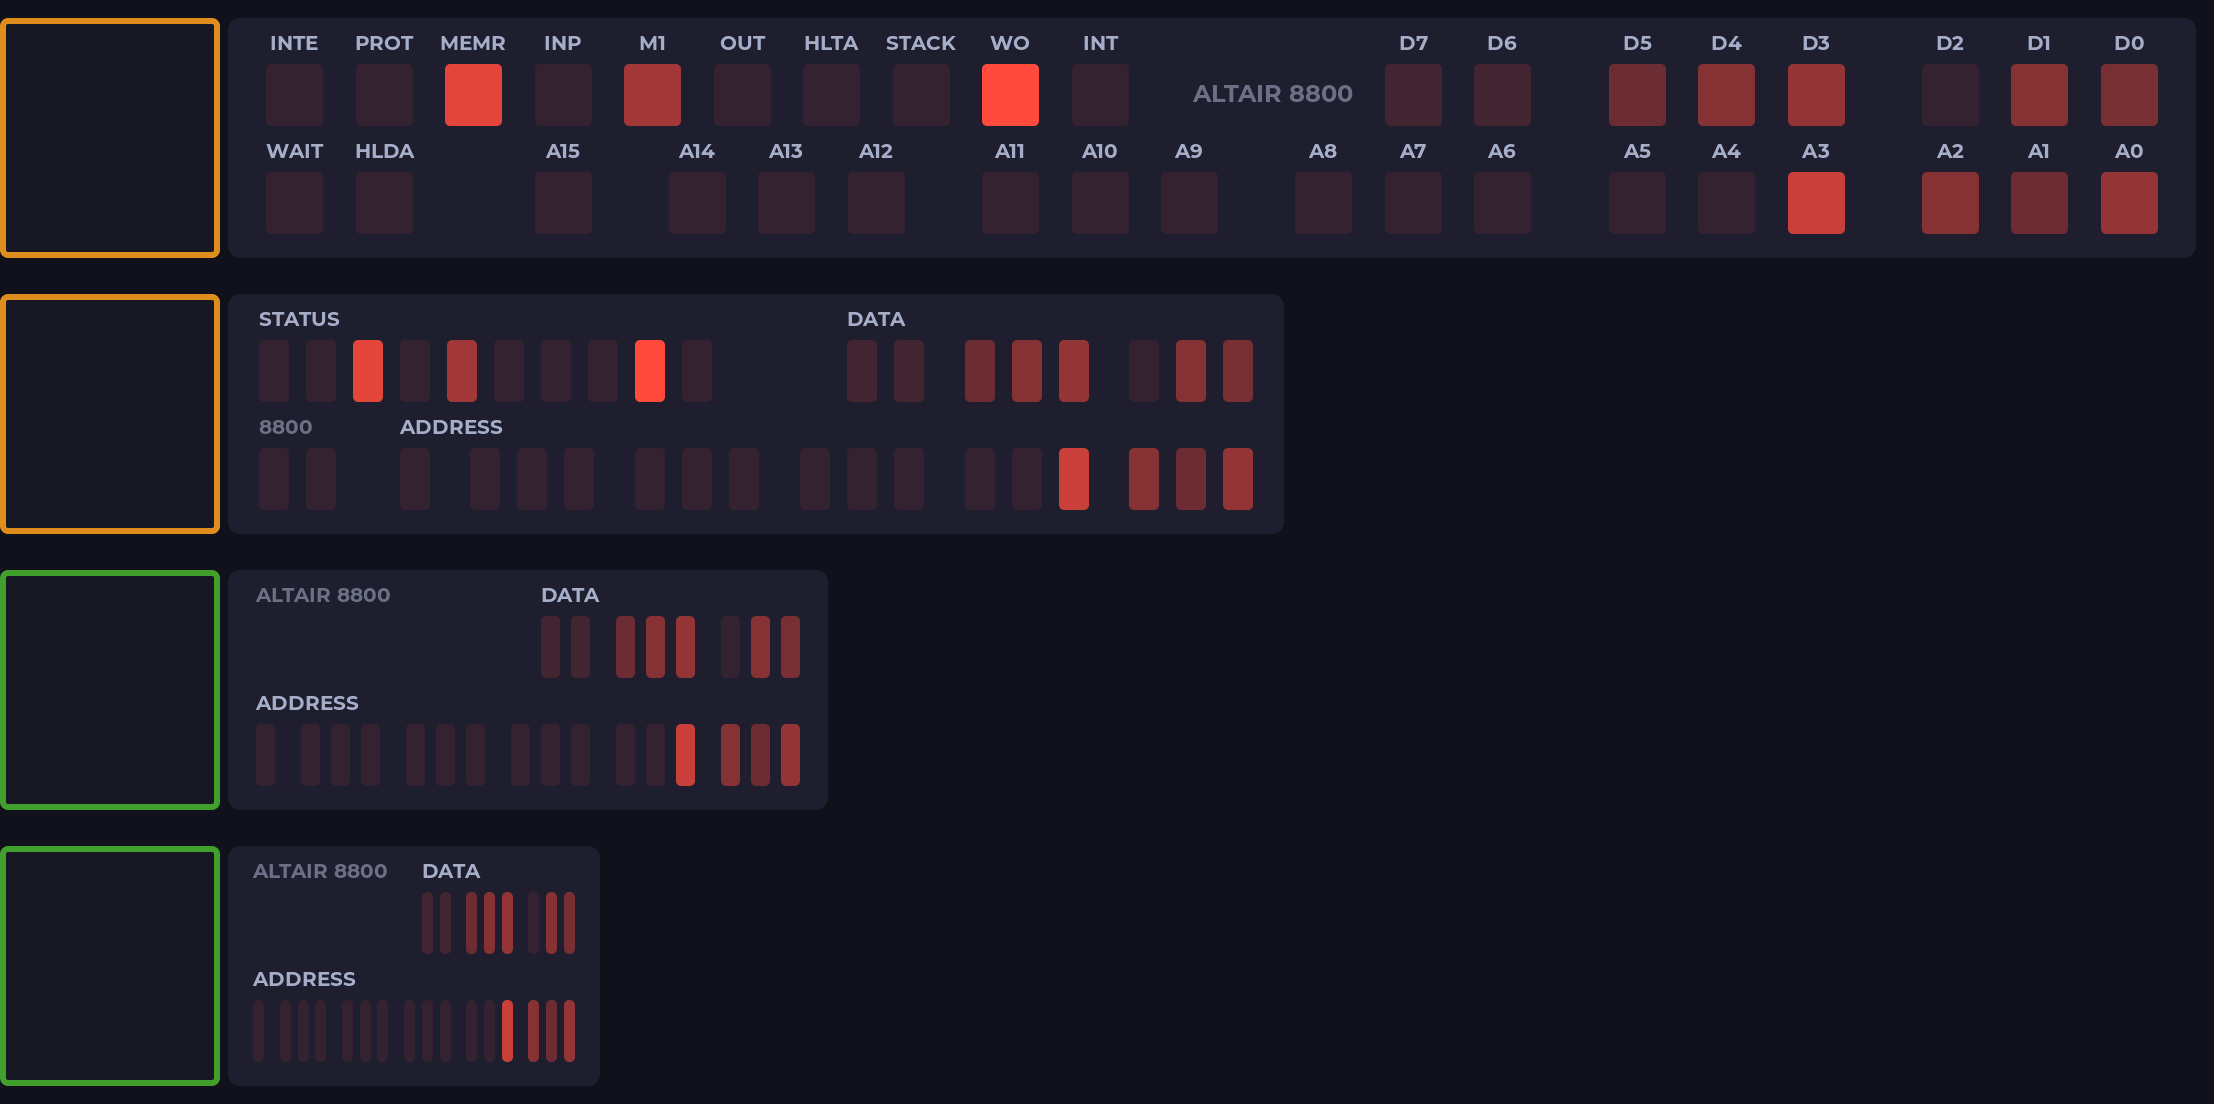 INTE PROT MEMR INP M1 OUT HLTA STACK WO INT D7 D6 D5 D4 D3 D2 D1 D0
ALTAIR 8800
WAIT HLDA A15 A14 A13 A12 A11 A10 A9 A8 A7 A6 A5 A4 A3 A2 A1 A0
STATUS DATA
8800 ADDRESS
ALTAIR 8800 DATA
ADDRESS
ALTAIR 8800 DATA
ADDRESS